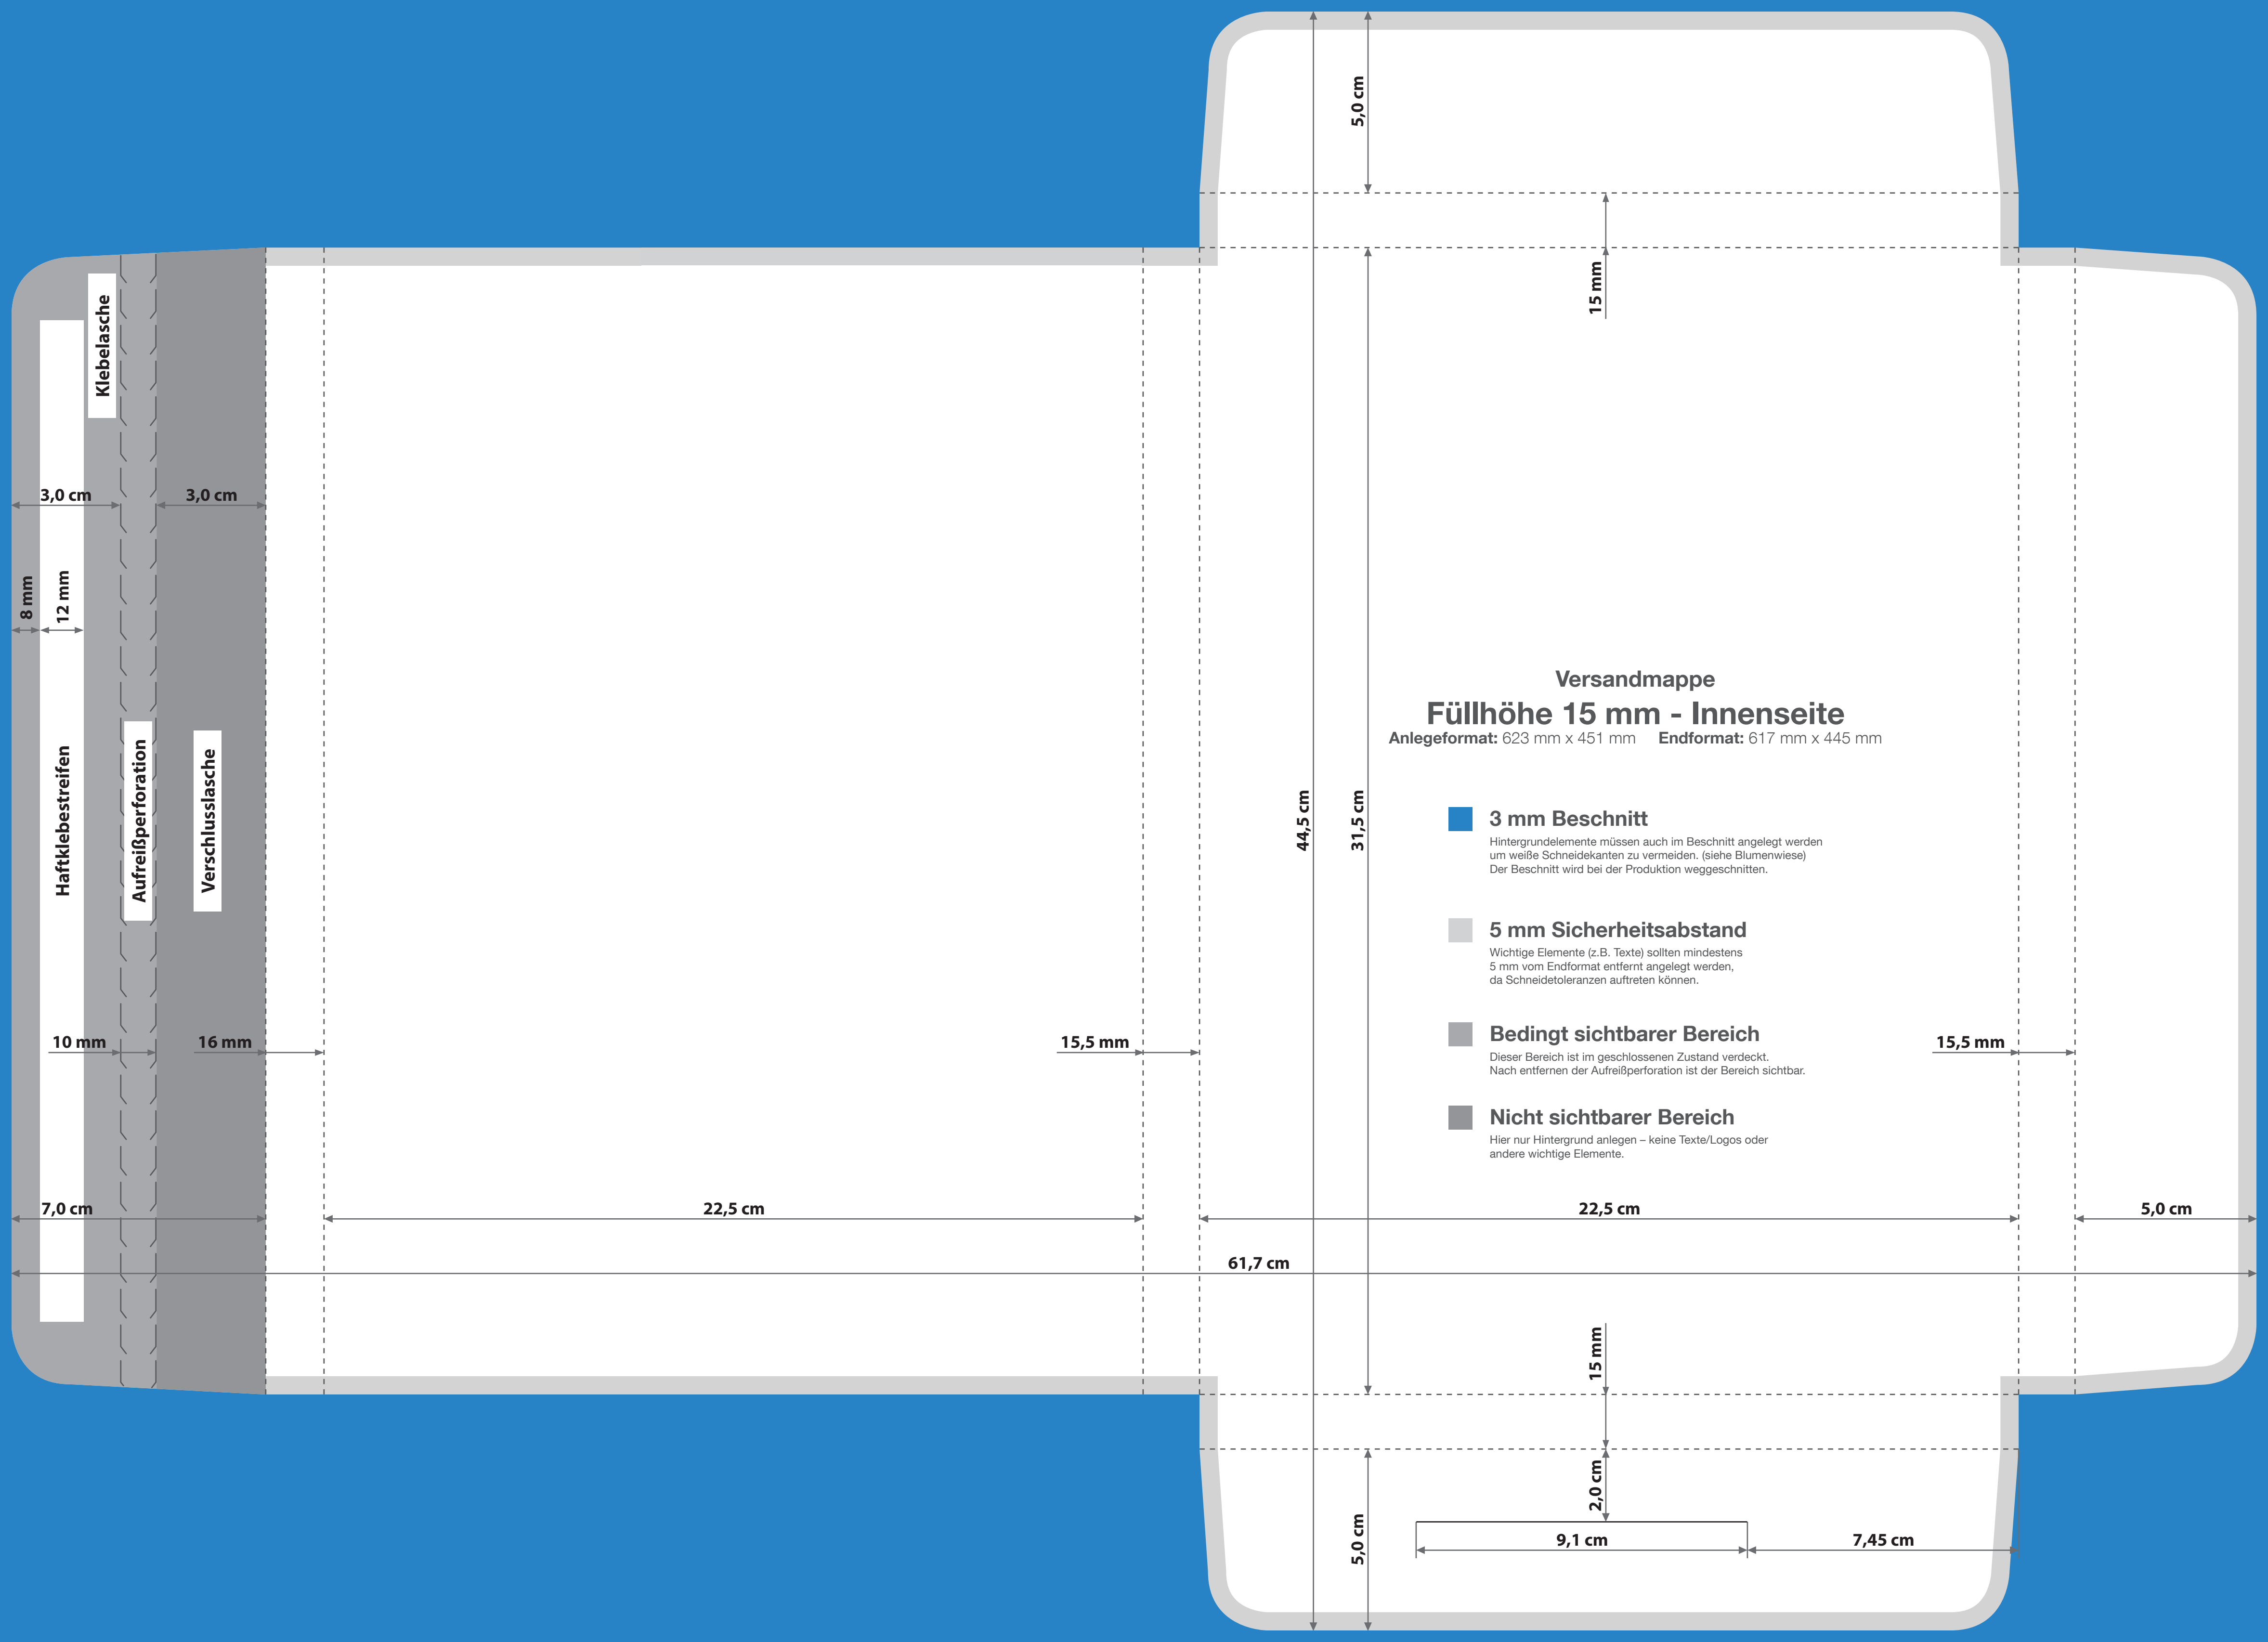 5,0 cm
15 mm
Klebelasche
3,0 cm
3,0 cm
8 mm
12 mm
Haftklebestreifen
Aufreißperforation
Verschlusslasche
44,5 cm
31,5 cm
Versandmappe
Füllhöhe 15 mm - Innenseite
Anlegeformat: 623 mm x 451 mm Endformat: 617 mm x 445 mm
3 mm Beschnitt
Hintergrundelemente müssen auch im Beschnitt angelegt werden
um weiße Schneidekanten zu vermeiden. (siehe Blumenwiese)
Der Beschnitt wird bei der Produktion weggeschnitten.
5 mm Sicherheitsabstand
Wichtige Elemente (z.B. Texte) sollten mindestens
5 mm vom Endformat entfernt angelegt werden,
da Schneidetoleranzen auftreten können.
Bedingt sichtbarer Bereich
Dieser Bereich ist im geschlossenen Zustand verdeckt.
Nach entfernen der Aufreißperforation ist der Bereich sichtbar.
Nicht sichtbarer Bereich
Hier nur Hintergrund anlegen – keine Texte/Logos oder
andere wichtige Elemente.
10 mm
16 mm
15,5 mm
15,5 mm
7,0 cm
22,5 cm
22,5 cm
5,0 cm
61,7 cm
15 mm
2,0 cm
5,0 cm
9,1 cm
7,45 cm